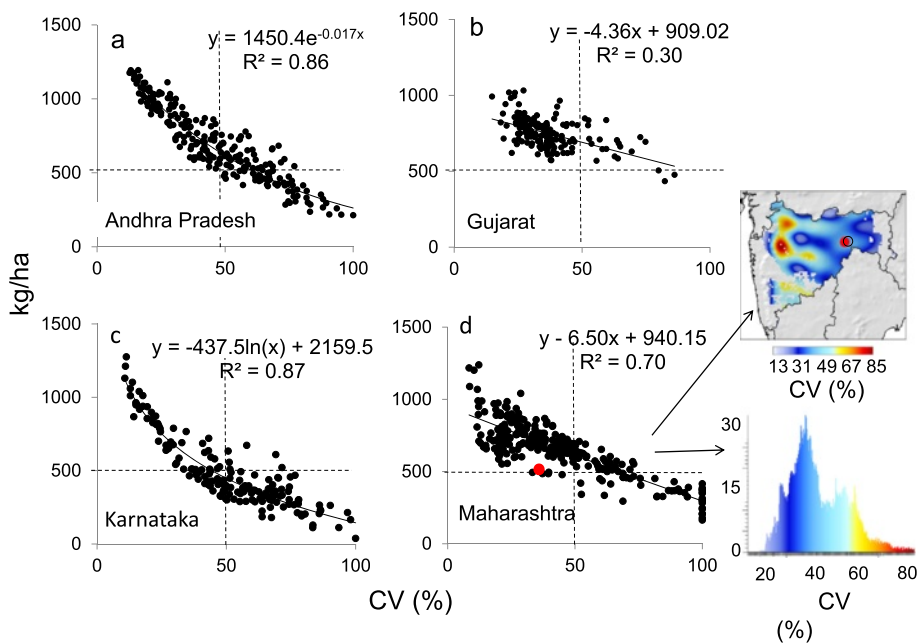 kg/ha
1500
1000
500
0
0
50
100
a
y = 1450.4e-0.017x
R² = 0.86
Andhra Pradesh
1500
1000
500
0
0
50
100
b
y = -4.36x + 909.02
R² = 0.30
Gujarat
1500
1000
500
0
0
50
100
c
y = -437.5ln(x) + 2159.5
R² = 0.87
Karnataka
1500
1000
500
0
0
50
100
d
y - 6.50x + 940.15
R² = 0.70
Maharashtra
CV (%)
13 31 49 67 85
CV (%)
30
15
0
20 40 60 80
CV
(%)